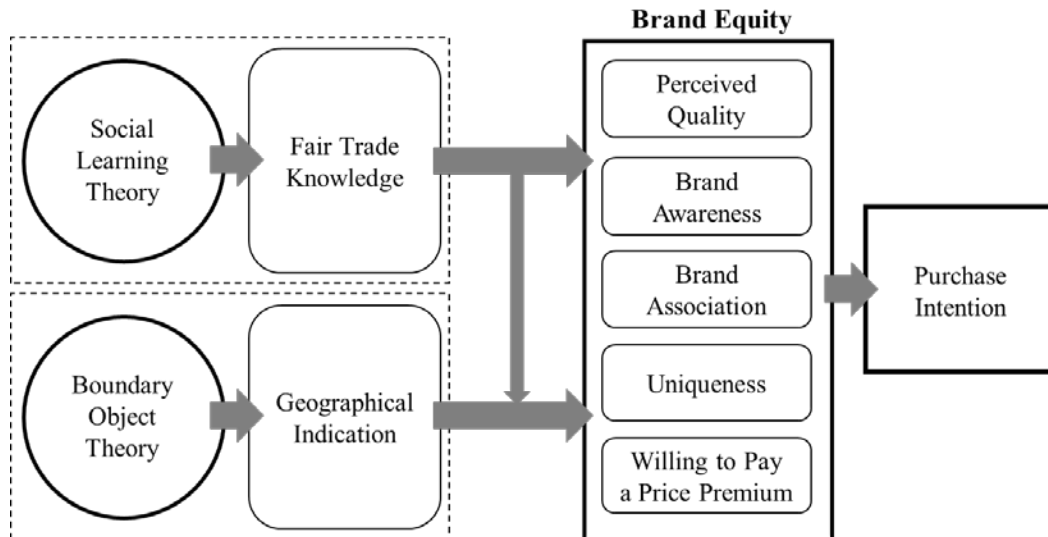 Brand Equity
Social
Learning
Theory
Fair Trade
Knowledge
Perceived
Quality
Brand
Awareness
Brand
Association
Uniqueness
Willing to Pay
a Price Premium
Purchase
Intention
Boundary
Object
Theory
Geographical
Indication